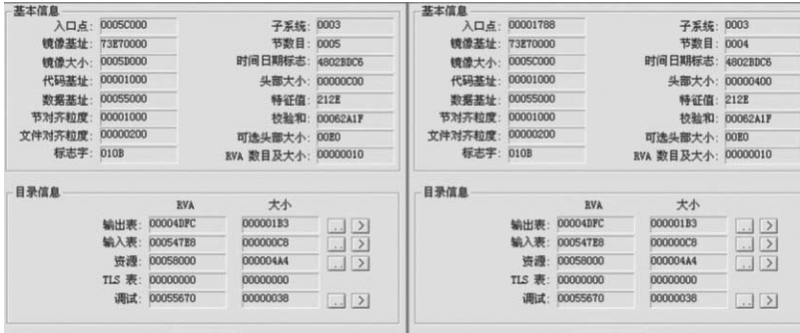 基本信息
入口点: 0005C000 子系统: 0003
镜像基址: 73E70000 节数目: 0005
镜像大小: 0005D000 时间日期标志: 4802BDC6
代码基址: 00001000 头部大小: 00000C00
数据基址: 00055000 特征值: 212E
节对齐粒度: 00001000 校验和: 00062A1F
文件对齐粒度: 00000200 可选头部大小: 00E0
标志字: 010B RVA 数目及大小: 00000010
目录信息
RVA 大小
输出表: 00004DFC 000001B3 .. >
输入表: 000547E8 000000C8 .. >
资源: 00058000 000004A4 .. >
TLS 表: 00000000 00000000
调试: 00055670 00000038 .. >
基本信息
入口点: 00001788 子系统: 0003
镜像基址: 73E70000 节数目: 0004
镜像大小: 0005C000 时间日期标志: 4802BDC6
代码基址: 00001000 头部大小: 00000400
数据基址: 00055000 特征值: 212E
节对齐粒度: 00001000 校验和: 00062A1F
文件对齐粒度: 00000200 可选头部大小: 00E0
标志字: 010B RVA 数目及大小: 00000010
目录信息
RVA 大小
输出表: 00004DFC 000001B3 .. >
输入表: 000547E8 000000C8 .. >
资源: 00058000 000004A4 .. >
TLS 表: 00000000 00000000
调试: 00055670 00000038 .. >